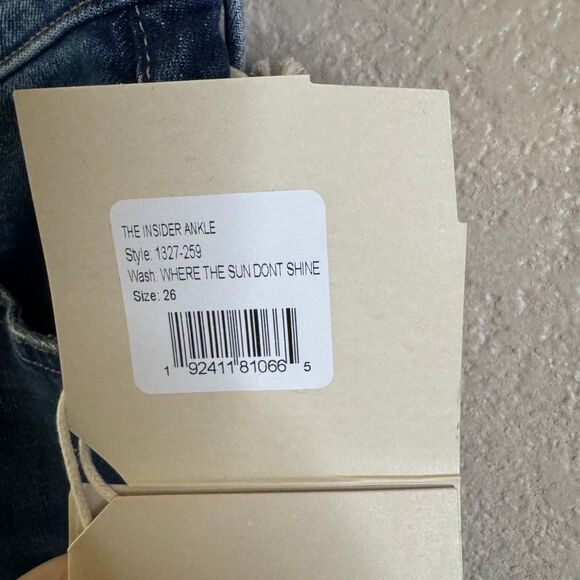 THE INSIDER ANKLE
Style: 1327-259
Wash: WHERE THE SUN DONT SHINE
Size: 26
1 92411 81066 5